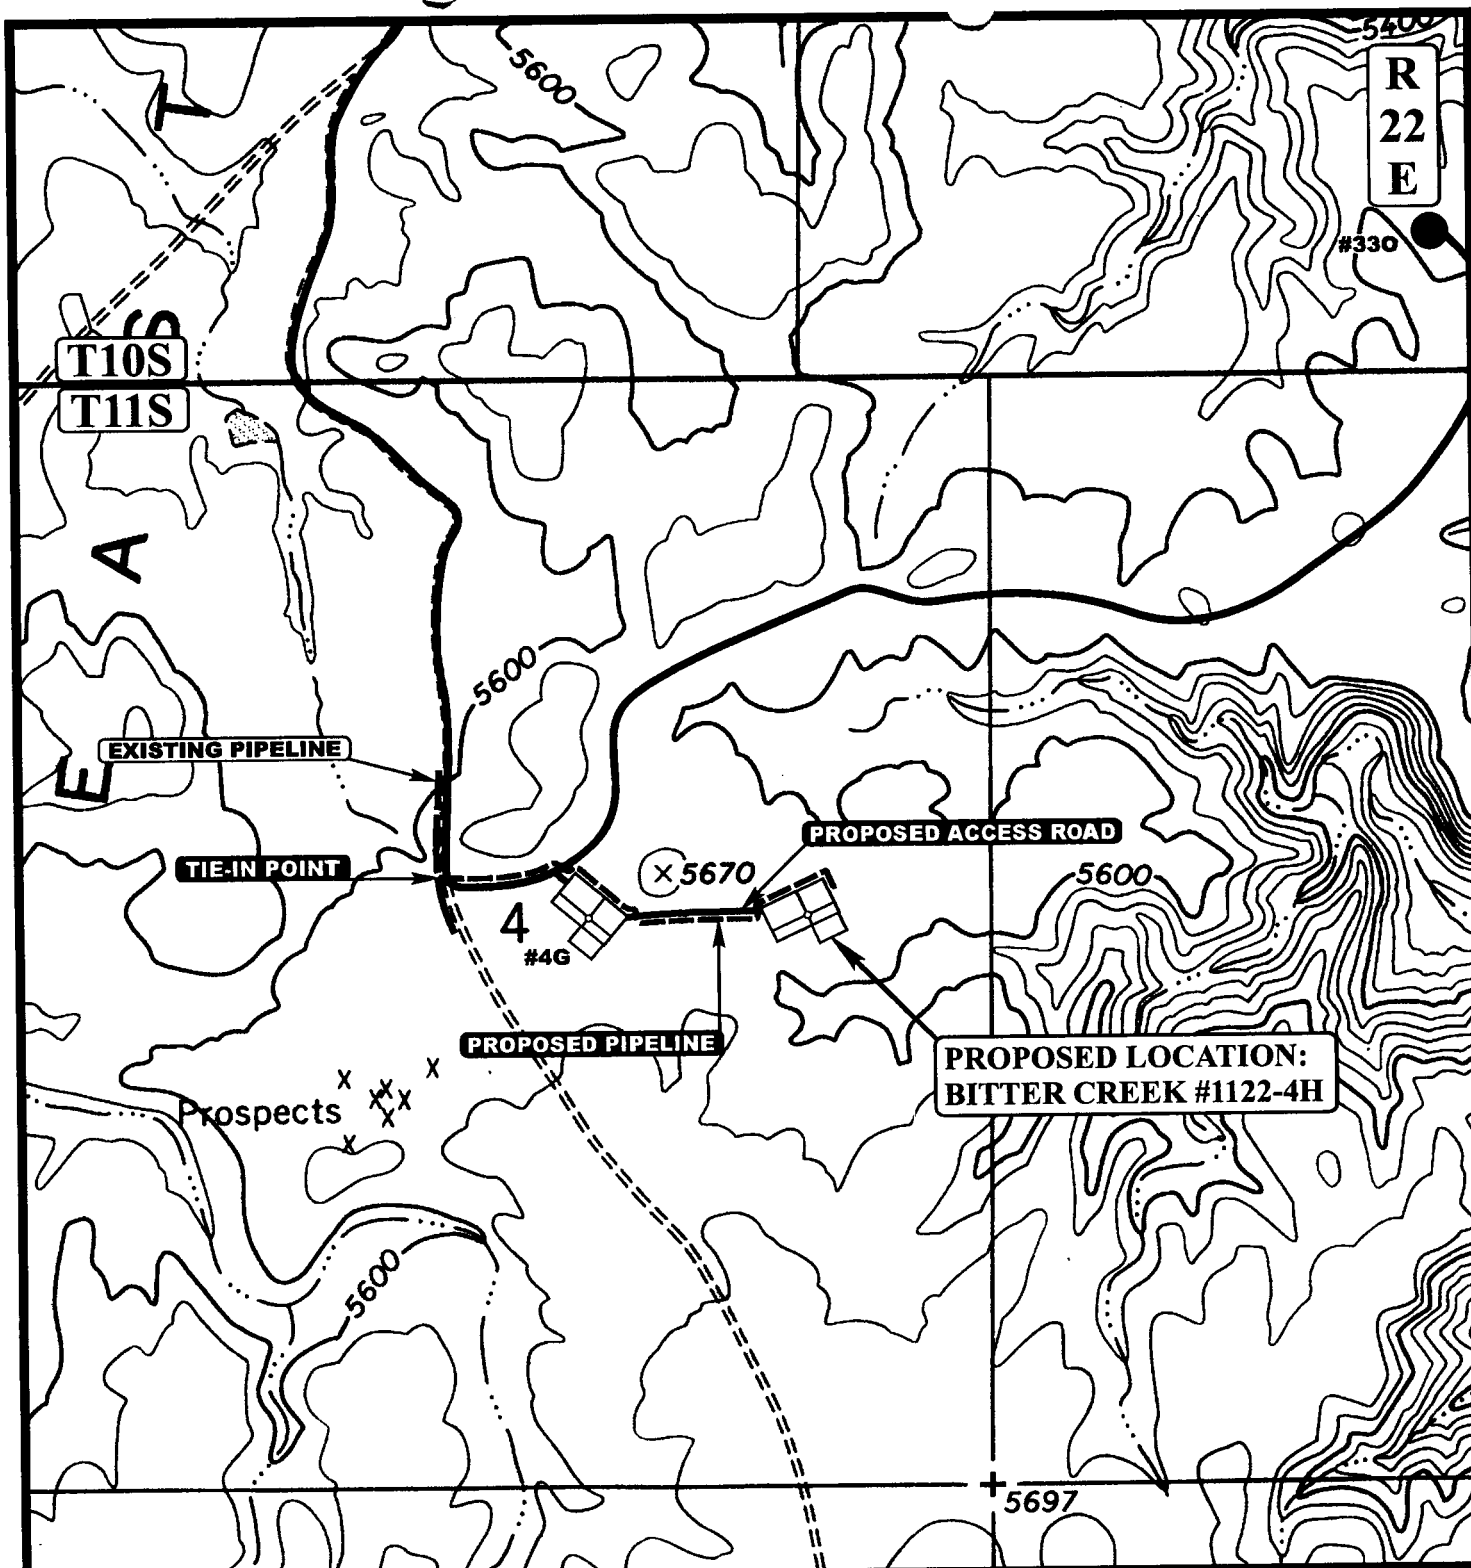 5600
5400
R
22
E
T
#33O
S
T10S
T11S
A
5600
EXISTING PIPELINE
E
PROPOSED ACCESS ROAD
TIE-IN POINT
5670
5600
4
#4G
PROPOSED PIPELINE
PROPOSED LOCATION:
BITTER CREEK #1122-4H
Prospects
5600
5697